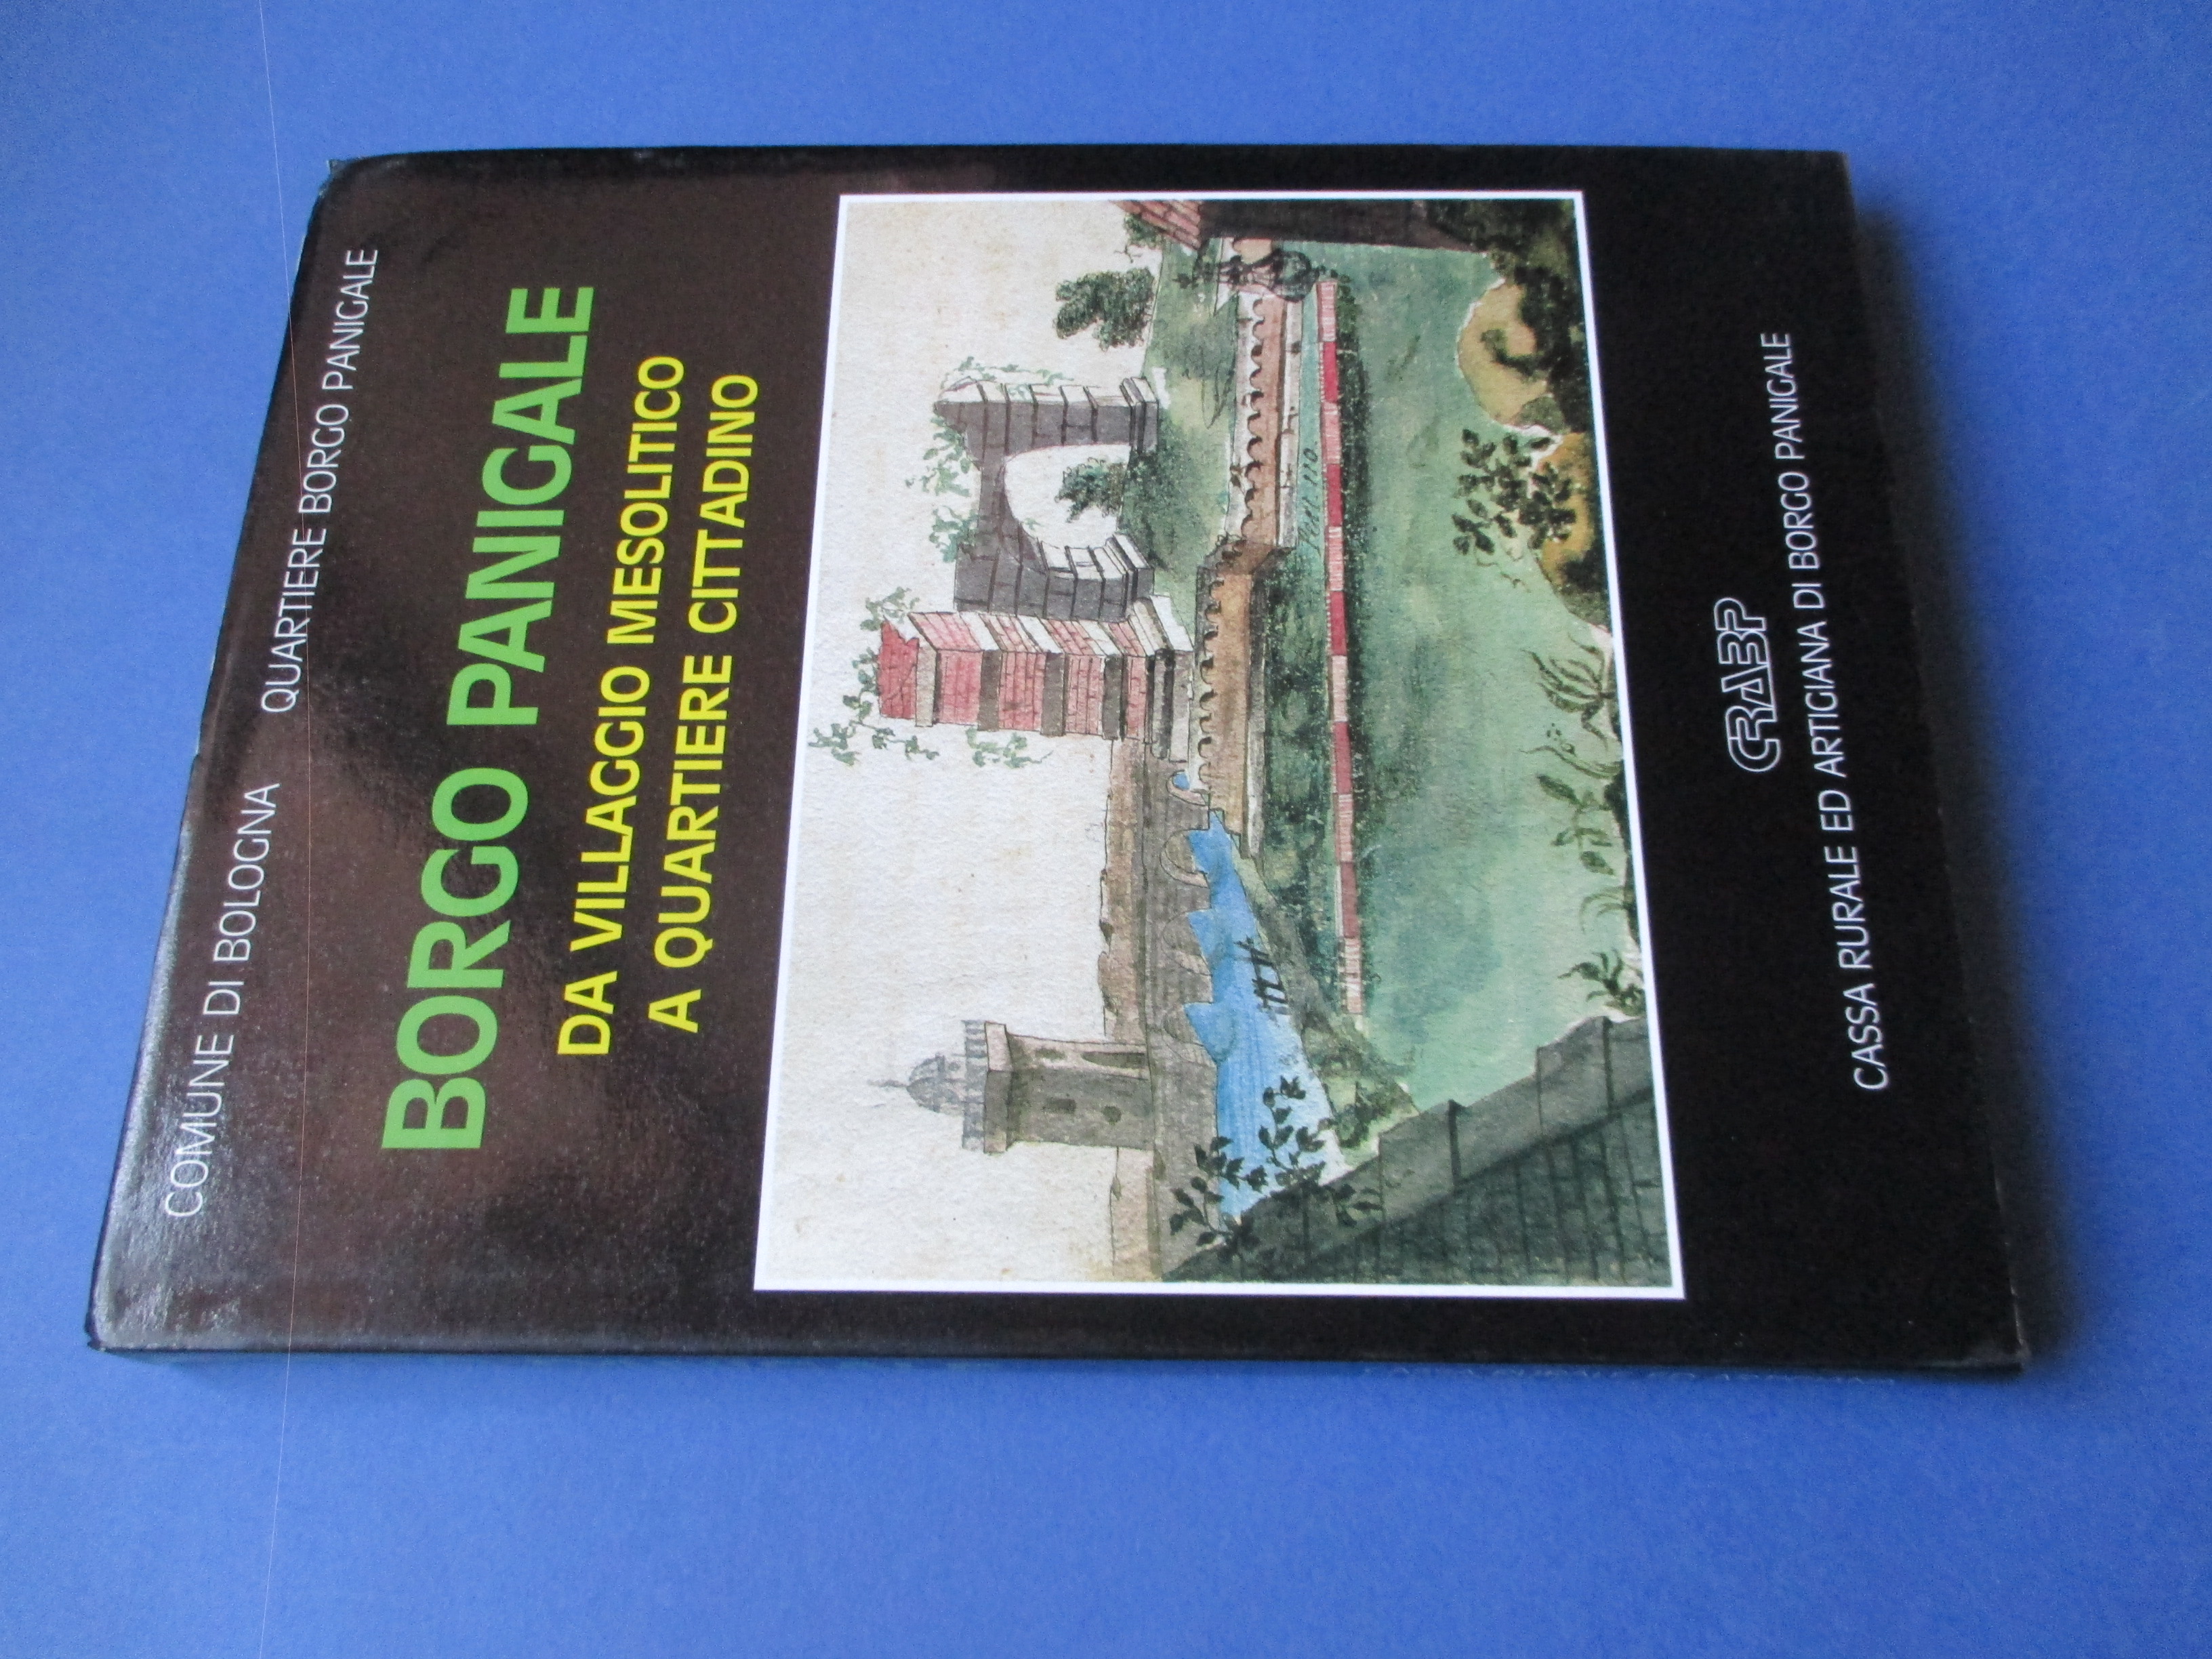 COMUNE DI BOLOGNA QUARTIERE BORGO PANIGALE
BORGO PANIGALE
DA VILLAGGIO MESOLITICO
A QUARTIERE CITTADINO
CRABP
CASSA RURALE ED ARTIGIANA DI BORGO PANIGALE